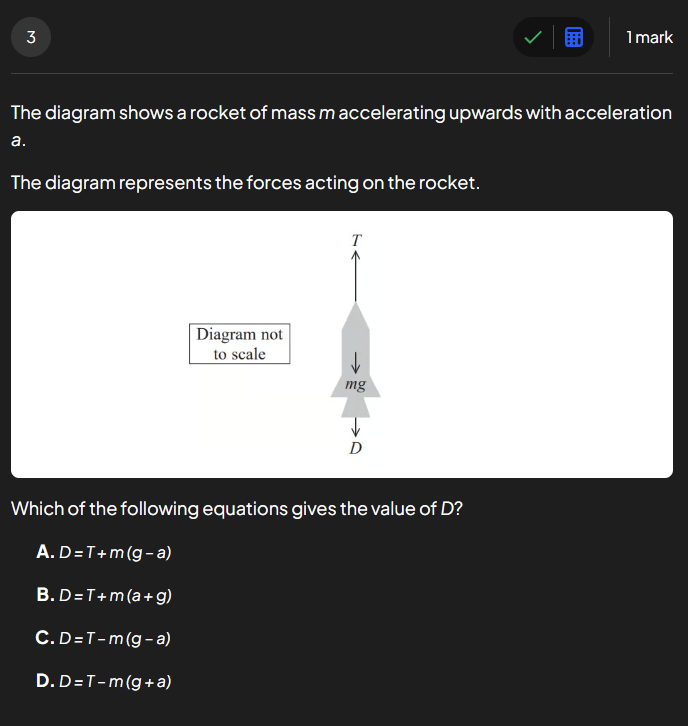 3
1 mark
The diagram shows a rocket of mass m accelerating upwards with acceleration
a.
The diagram represents the forces acting on the rocket.
T
Diagram not
to scale
mg
D
Which of the following equations gives the value of D?
A. D = T + m (g – a)
B. D = T + m (a + g)
C. D = T – m (g – a)
D. D = T – m (g + a)